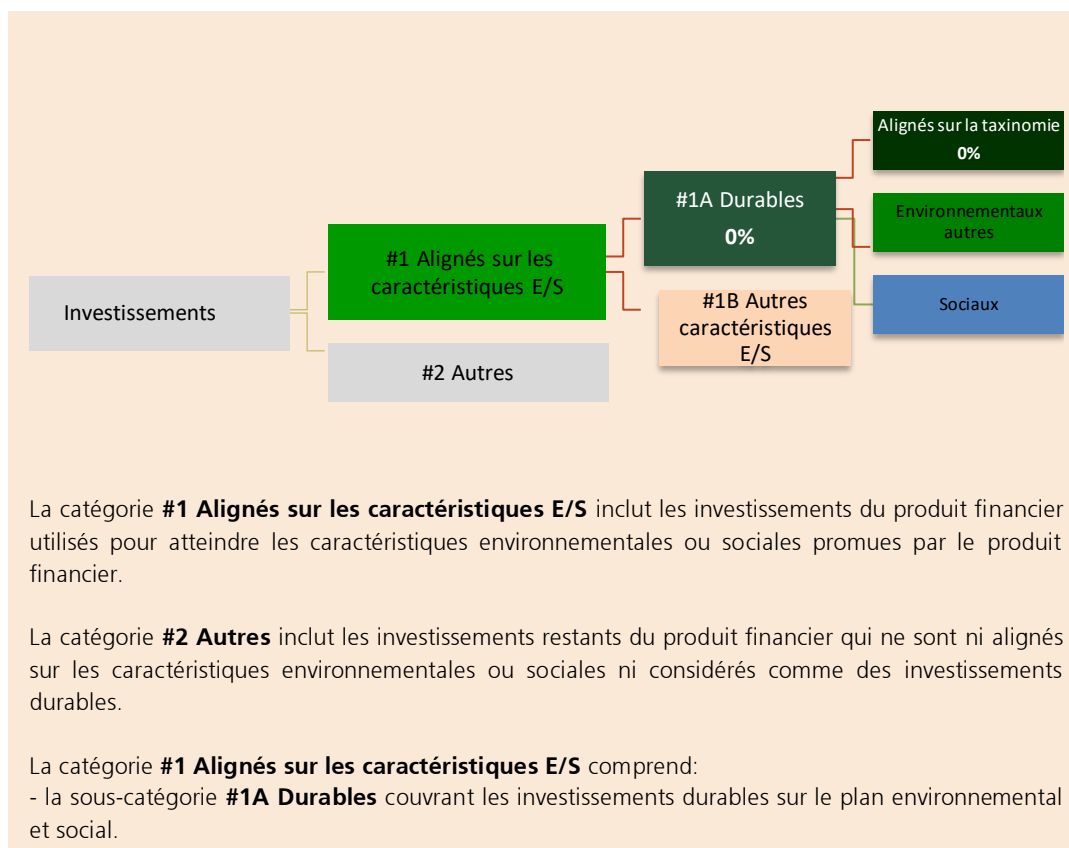 Alignés sur la taxinomie
0%
#1A Durables
0%
Environnementaux
autres
#1 Alignés sur les
caractéristiques E/S
Investissements
#1B Autres
caractéristiques
E/S
Sociaux
#2 Autres
La catégorie #1 Alignés sur les caractéristiques E/S inclut les investissements du produit financier
utilisés pour atteindre les caractéristiques environnementales ou sociales promues par le produit
financier.
La catégorie #2 Autres inclut les investissements restants du produit financier qui ne sont ni alignés
sur les caractéristiques environnementales ou sociales ni considérés comme des investissements
durables.
La catégorie #1 Alignés sur les caractéristiques E/S comprend:
- la sous-catégorie #1A Durables couvrant les investissements durables sur le plan environnemental
et social.